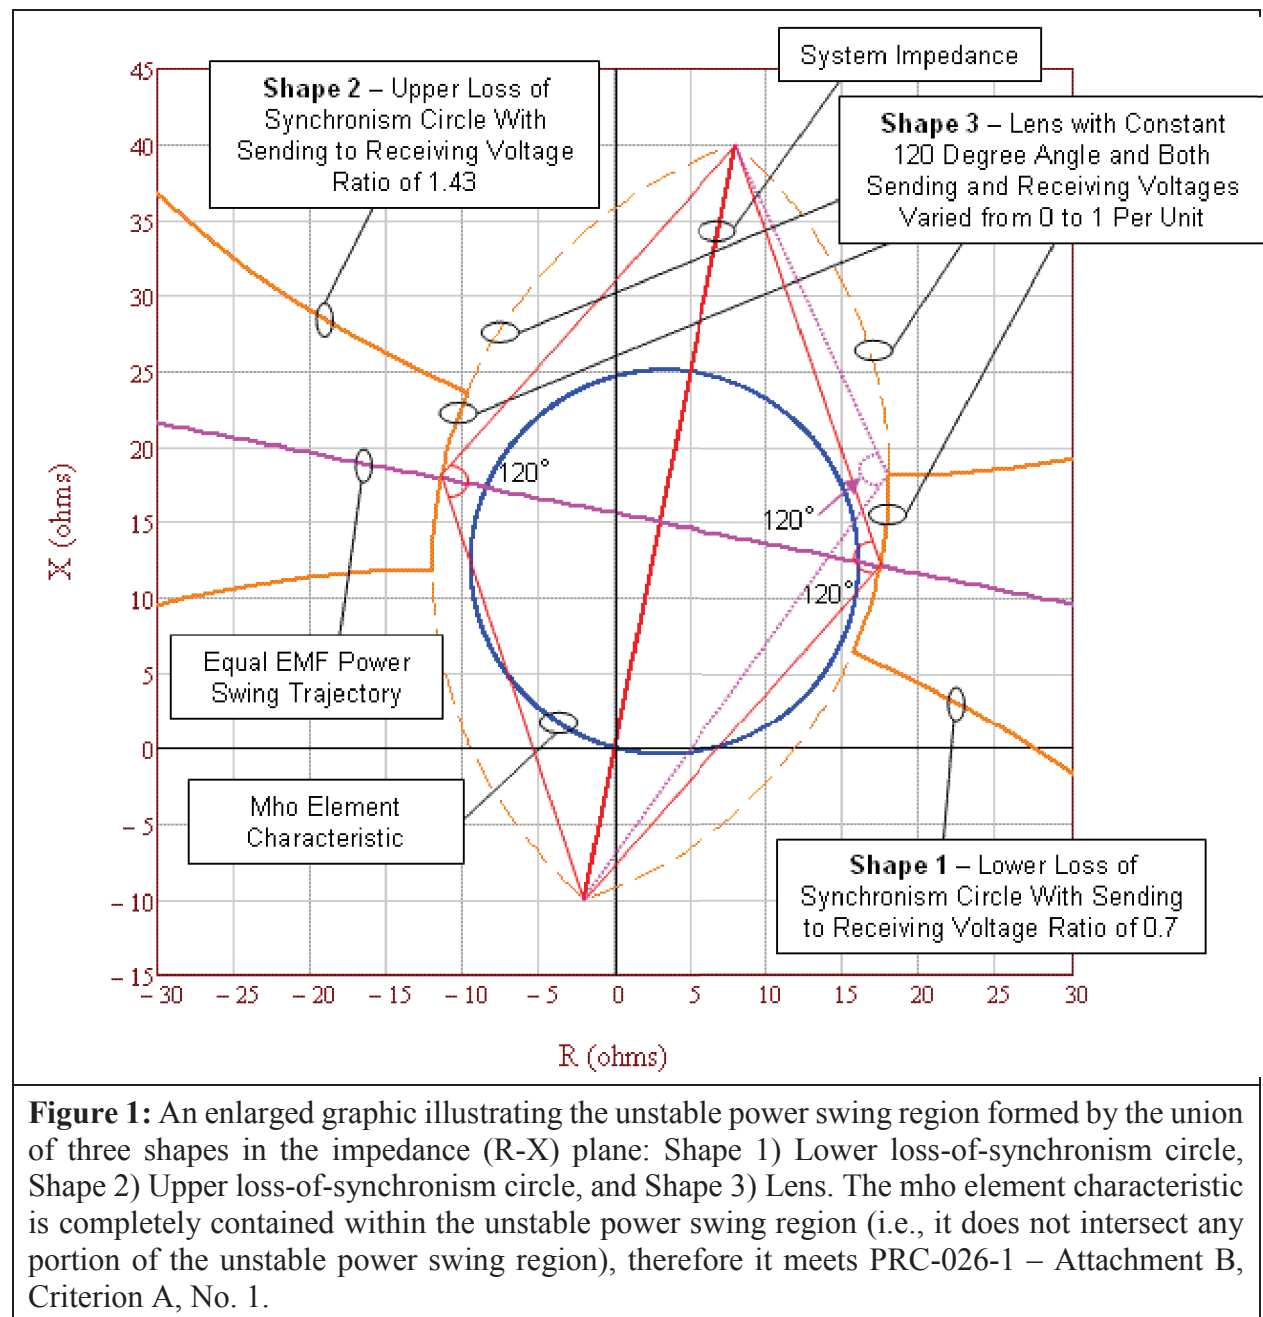 System Impedance
Shape 2 – Upper Loss of
Synchronism Circle With
Sending to Receiving Voltage
Ratio of 1.43
Shape 3 – Lens with Constant
120 Degree Angle and Both
Sending and Receiving Voltages
Varied from 0 to 1 Per Unit
45
40
35
30
25
20
15
10
5
0
– 5
– 10
– 15
X (ohms)
120°
120°
120°
Equal EMF Power
Swing Trajectory
Mho Element
Characteristic
Shape 1 – Lower Loss of
Synchronism Circle With Sending
to Receiving Voltage Ratio of 0.7
– 30
– 25
– 20
– 15
– 10
– 5
0
5
10
15
20
25
30
R (ohms)
Figure 1: An enlarged graphic illustrating the unstable power swing region formed by the union
of three shapes in the impedance (R-X) plane: Shape 1) Lower loss-of-synchronism circle,
Shape 2) Upper loss-of-synchronism circle, and Shape 3) Lens. The mho element characteristic
is completely contained within the unstable power swing region (i.e., it does not intersect any
portion of the unstable power swing region), therefore it meets PRC-026-1 – Attachment B,
Criterion A, No. 1.